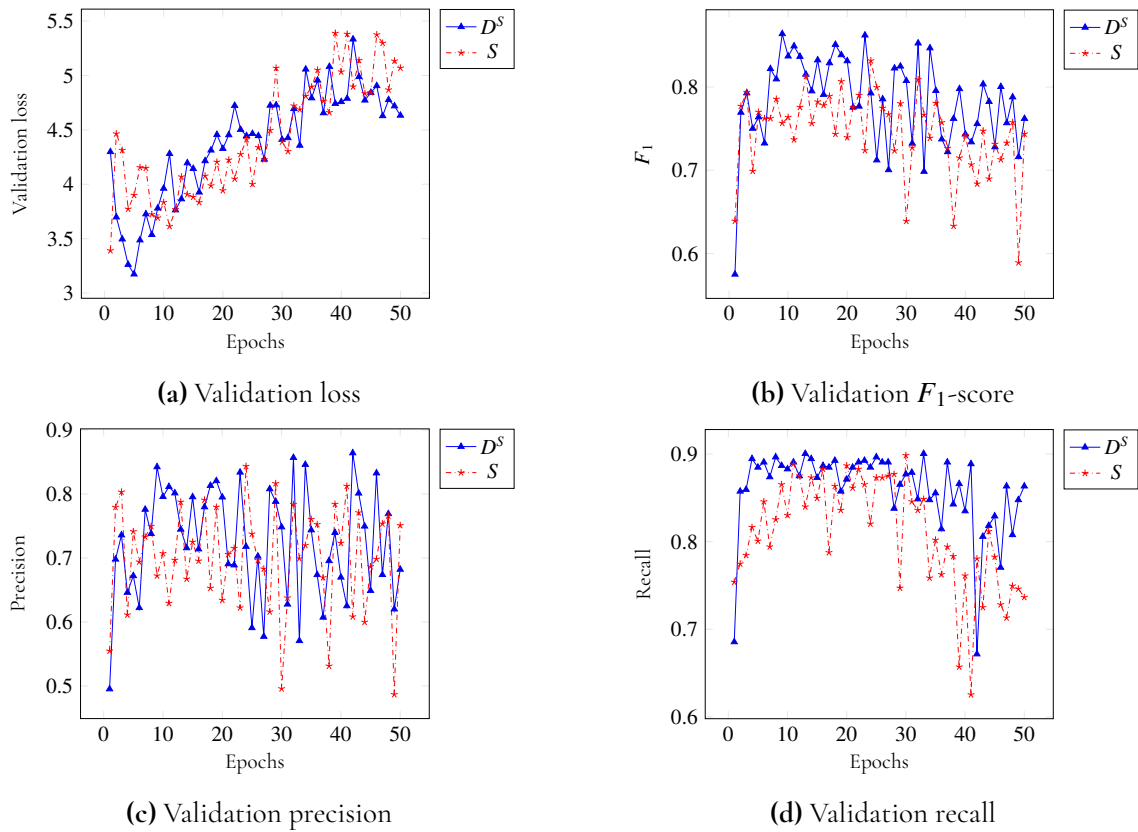 5.5
5
4.5
4
3.5
3
Validation loss
0 10 20 30 40 50
Epochs
D^S
S
(a) Validation loss
0.8
0.7
0.6
F₁
0 10 20 30 40 50
Epochs
D^S
S
(b) Validation F₁-score
0.9
0.8
0.7
0.6
0.5
Precision
0 10 20 30 40 50
Epochs
D^S
S
(c) Validation precision
0.9
0.8
0.7
0.6
Recall
0 10 20 30 40 50
Epochs
D^S
S
(d) Validation recall